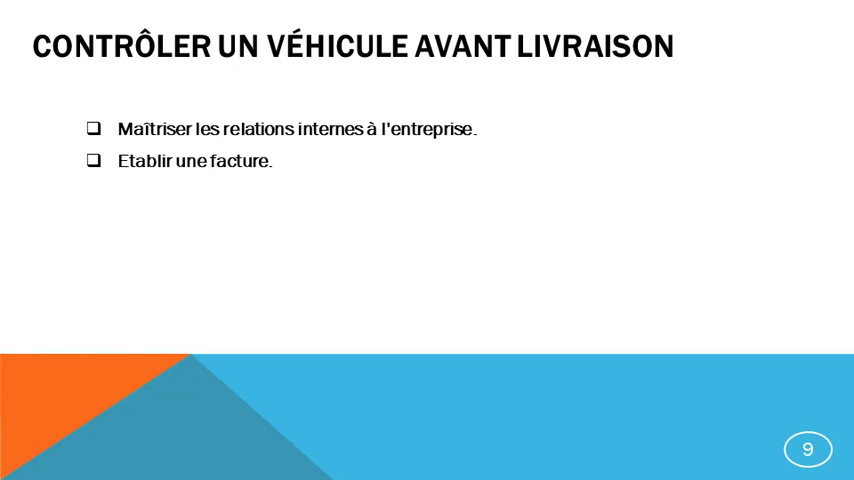 CONTRÔLER UN VÉHICULE AVANT LIVRAISON
❑ Maîtriser les relations internes à l'entreprise.
❑ Etablir une facture.
9